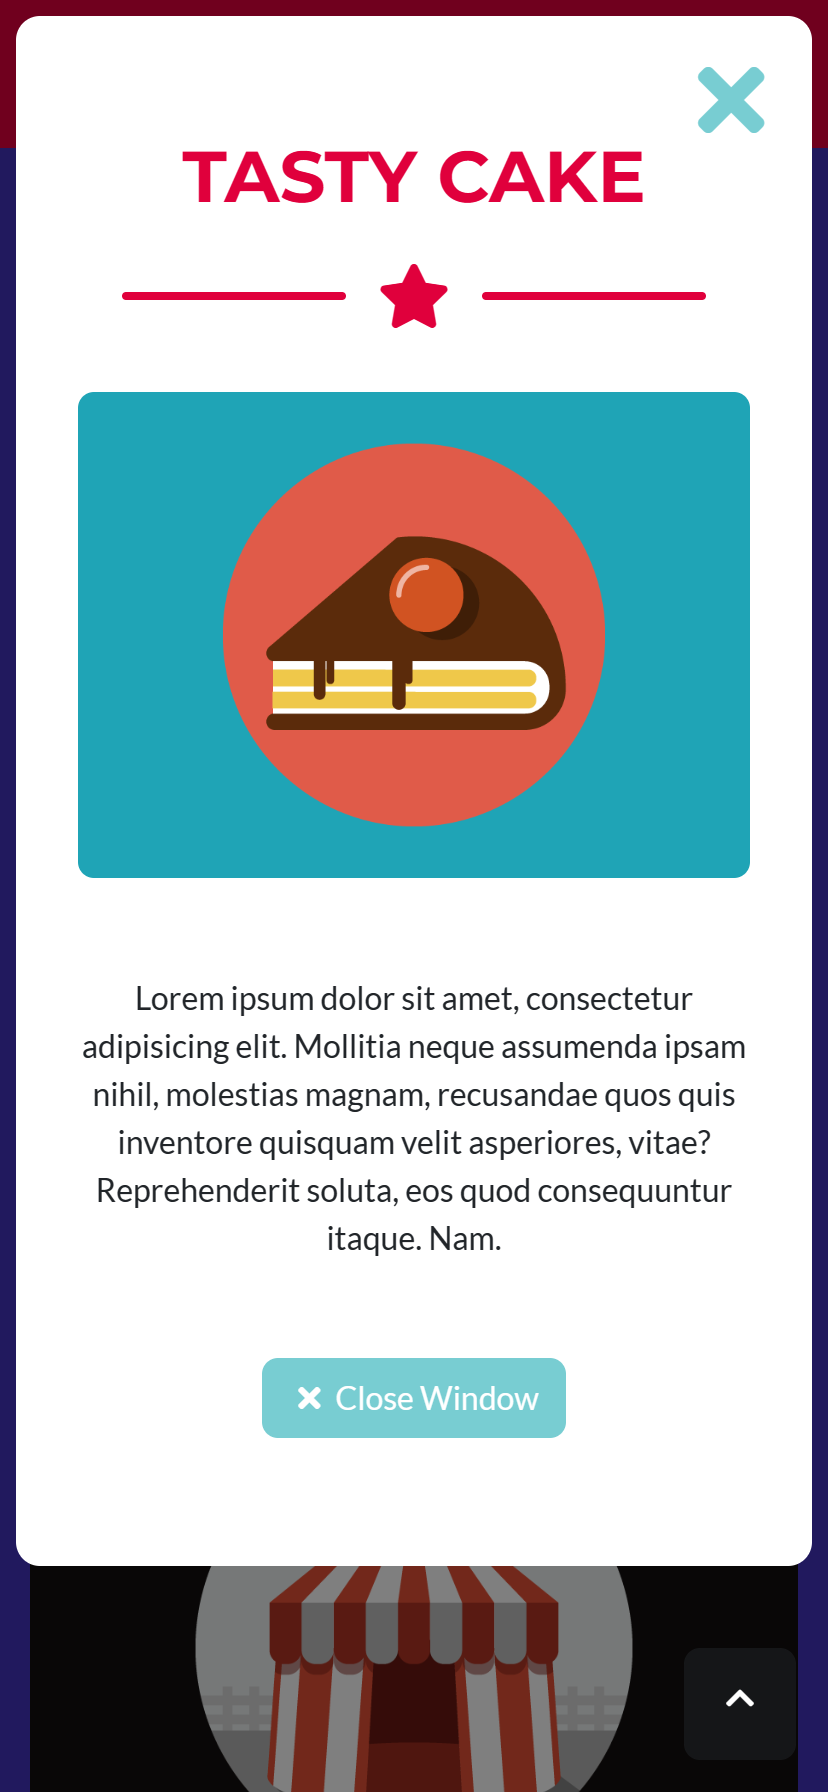 TASTY CAKE
Lorem ipsum dolor sit amet, consectetur
adipisicing elit. Mollitia neque assumenda ipsam
nihil, molestias magnam, recusandae quos quis
inventore quisquam velit asperiores, vitae?
Reprehenderit soluta, eos quod consequuntur
itaque. Nam.
Close Window